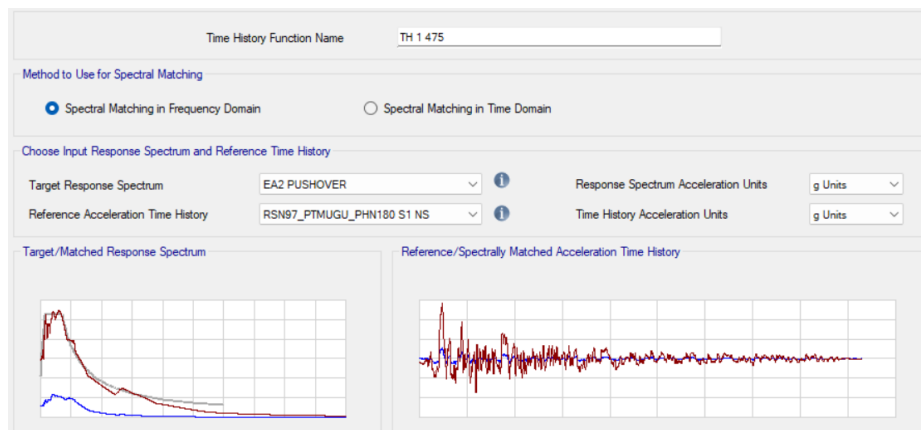 Time History Function Name TH 1 475
Method to Use for Spectral Matching
Spectral Matching in Frequency Domain Spectral Matching in Time Domain
Choose Input Response Spectrum and Reference Time History
Target Response Spectrum EA2 PUSHOVER Response Spectrum Acceleration Units g Units
Reference Acceleration Time History RSN97_PTMUGU_PHN180 S1 NS Time History Acceleration Units g Units
Target/Matched Response Spectrum Reference/Spectrally Matched Acceleration Time History